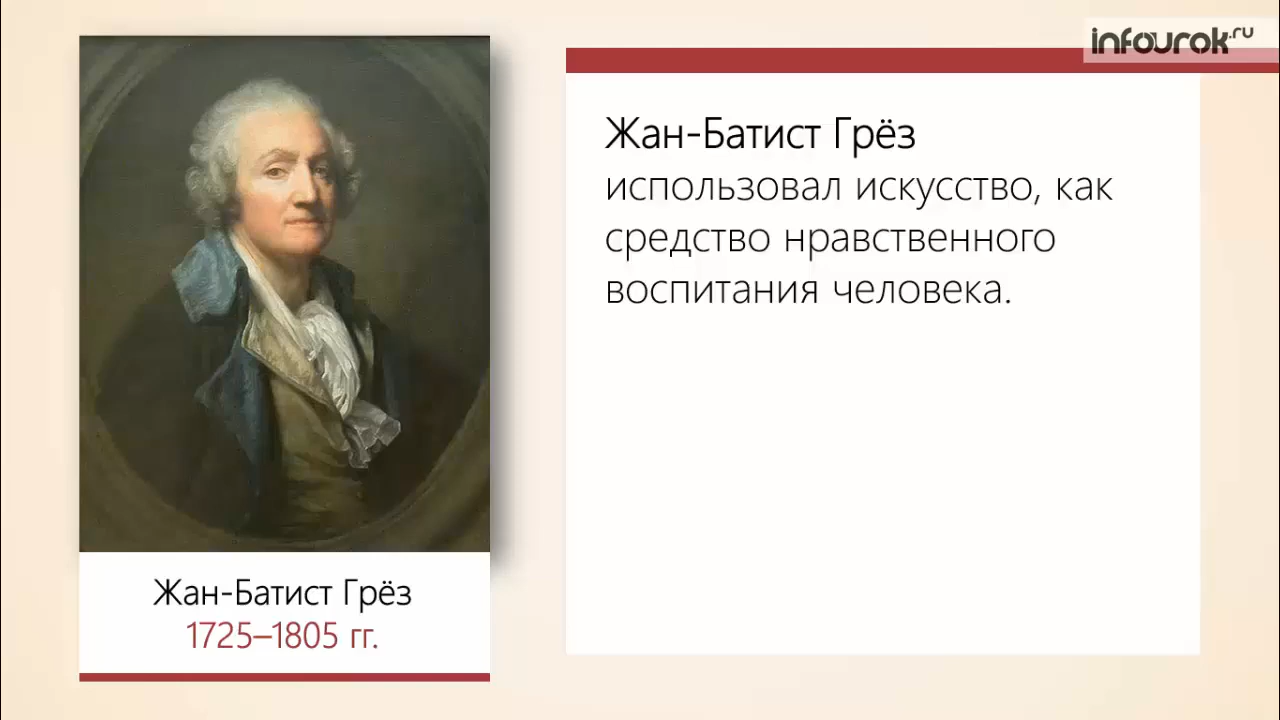 infourok.ru
Жан-Батист Грёз
использовал искусство, как
средство нравственного
воспитания человека.
Жан-Батист Грёз
1725–1805 гг.